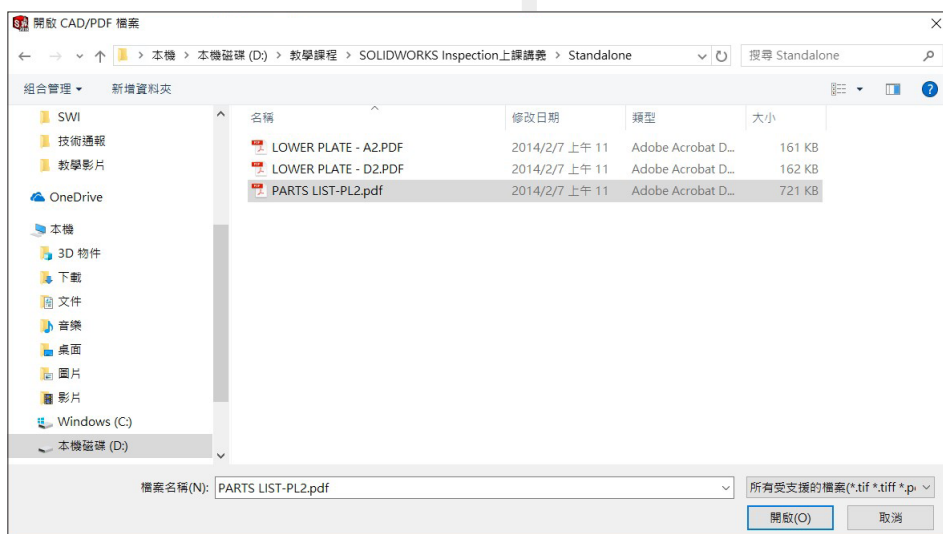 開啟 CAD/PDF 檔案
本機 > 本機磁碟 (D:) > 教學課程 > SOLIDWORKS Inspection上課講義 > Standalone
搜尋 Standalone
組合管理 新增資料夾
SWI
技術通報
教學影片
OneDrive
本機
3D 物件
下載
文件
音樂
桌面
圖片
影片
Windows (C:)
本機磁碟 (D:)
名稱 修改日期 類型 大小
LOWER PLATE - A2.PDF 2014/2/7 上午 11 Adobe Acrobat D... 161 KB
LOWER PLATE - D2.PDF 2014/2/7 上午 11 Adobe Acrobat D... 162 KB
PARTS LIST-PL2.pdf 2014/2/7 上午 11 Adobe Acrobat D... 721 KB
檔案名稱(N): PARTS LIST-PL2.pdf
所有受支援的檔案(*.tif *.tiff *.p
開啟(O) 取消